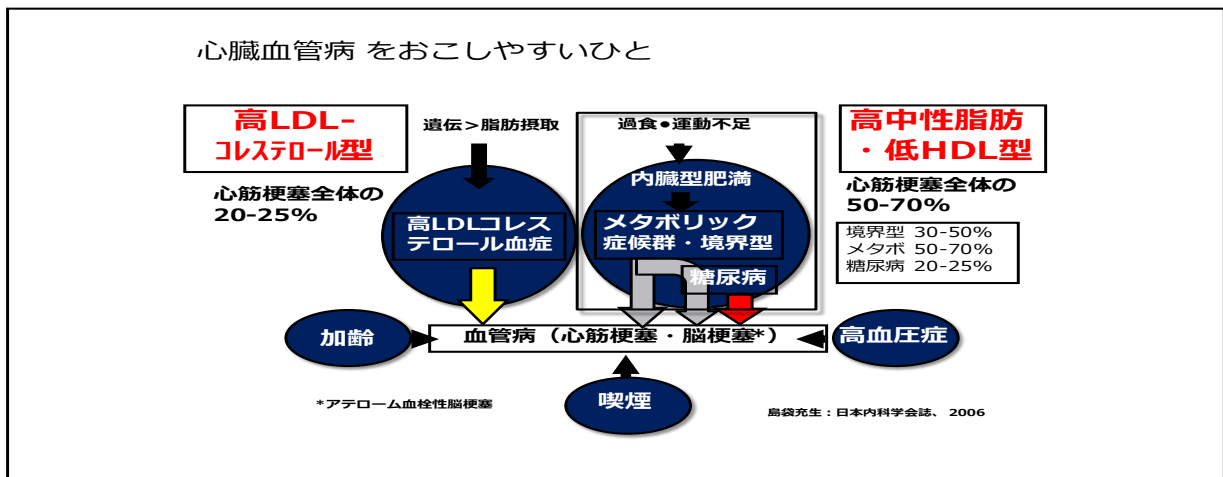 心臓血管病 をおこしやすいひと
高LDL-
ｺﾚｽﾃﾛｰﾙ型
心筋梗塞全体の
20-25%
遺伝>脂肪摂取
高LDLコレス
テロール血症
過食●運動不足
内臓型肥満
メタボリック
症候群・境界型
糖尿病
高中性脂肪
・低HDL型
心筋梗塞全体の
50-70%
境界型 30-50%
メタボ 50-70%
糖尿病 20-25%
加齢
血管病（心筋梗塞・脳梗塞*）
高血圧症
喫煙
*アテローム血栓性脳梗塞
島袋充生：日本内科学会誌、 2006